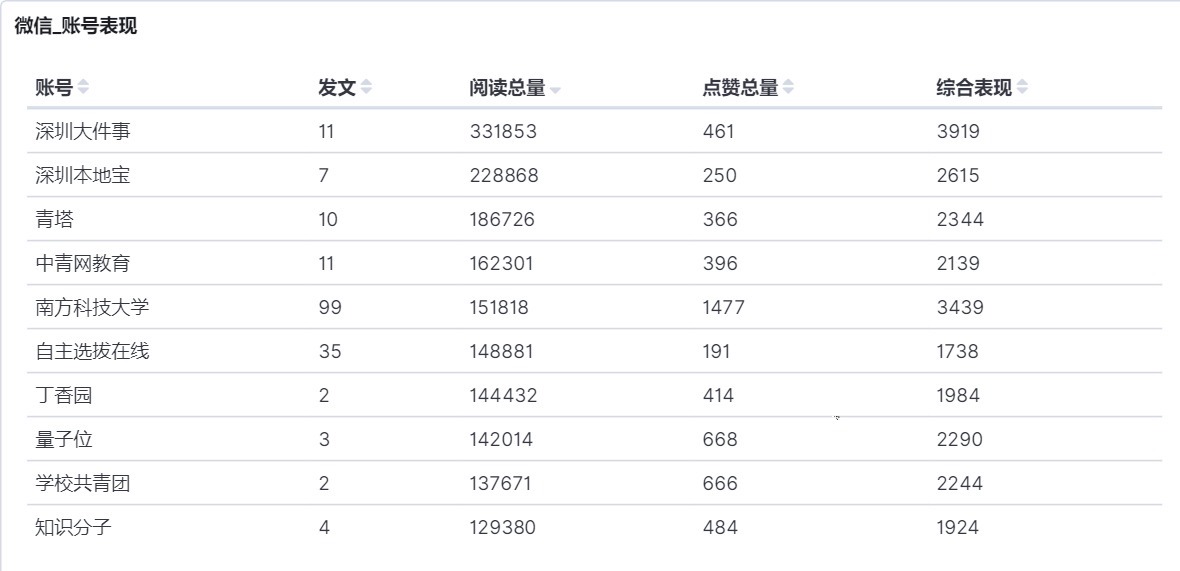 微信_账号表现
账号 发文 阅读总量 点赞总量 综合表现
深圳大件事 11 331853 461 3919
深圳本地宝 7 228868 250 2615
青塔 10 186726 366 2344
中青网教育 11 162301 396 2139
南方科技大学 99 151818 1477 3439
自主选拔在线 35 148881 191 1738
丁香园 2 144432 414 1984
量子位 3 142014 668 2290
学校共青团 2 137671 666 2244
知识分子 4 129380 484 1924